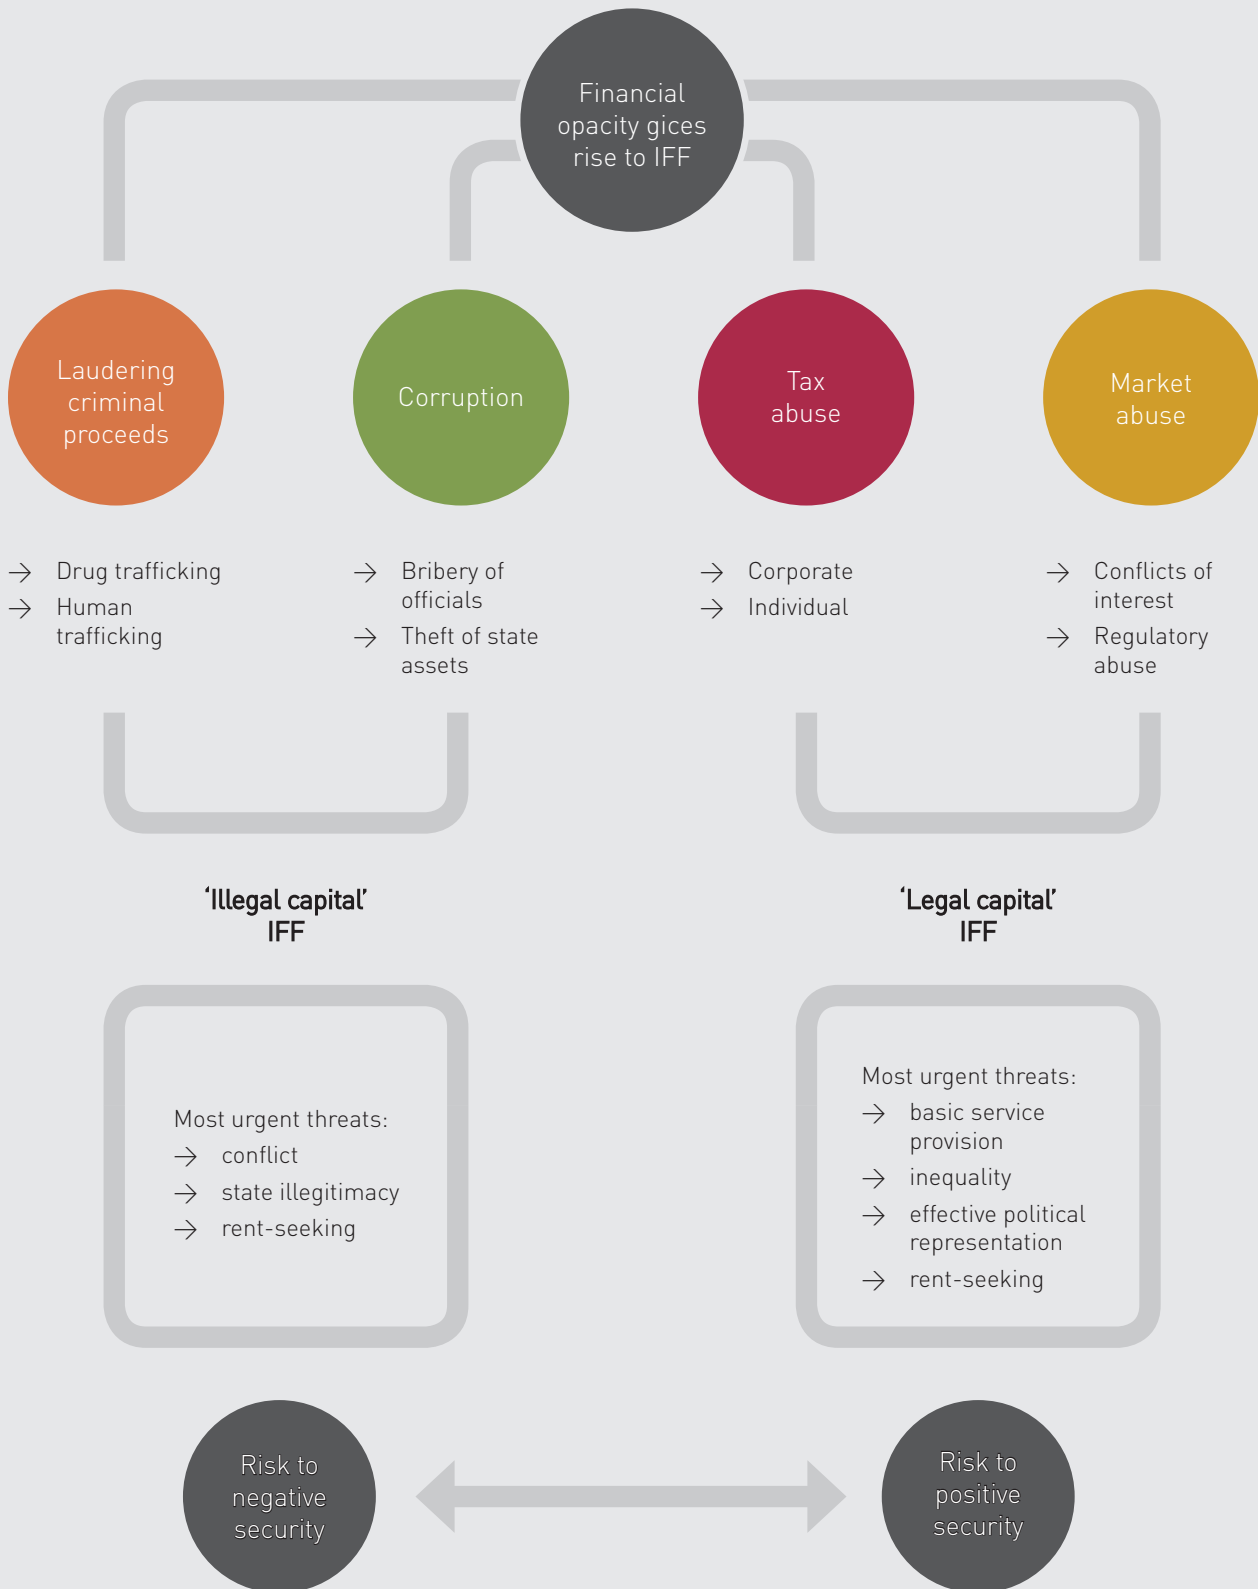 Financial
opacity gices
rise to IFF
Laudering
criminal
proceeds
Corruption
Tax
abuse
Market
abuse
→ Drug trafficking
→ Human
trafficking
→ Bribery of
officials
→ Theft of state
assets
→ Corporate
→ Individual
→ Conflicts of
interest
→ Regulatory
abuse
‘Illegal capital’
IFF
‘Legal capital’
IFF
Most urgent threats:
→ conflict
→ state illegitimacy
→ rent-seeking
Most urgent threats:
→ basic service
provision
→ inequality
→ effective political
representation
→ rent-seeking
Risk to
negative
security
Risk to
positive
security